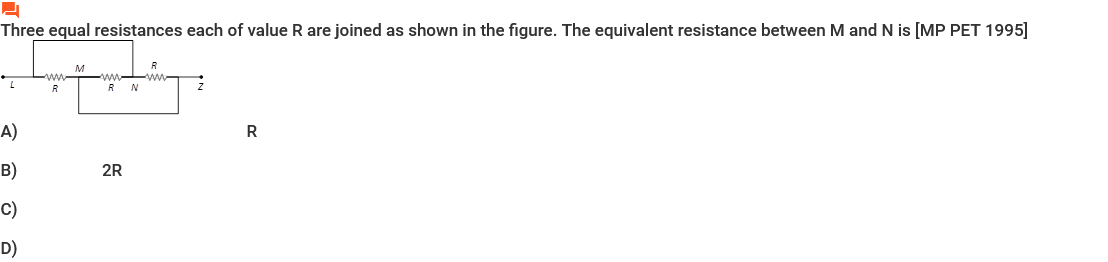 Three equal resistances each of value R are joined as shown in the figure. The equivalent resistance between M and N is [MP PET 1995]
M R
L R R N Z
A) R
B) 2R
C)
D)